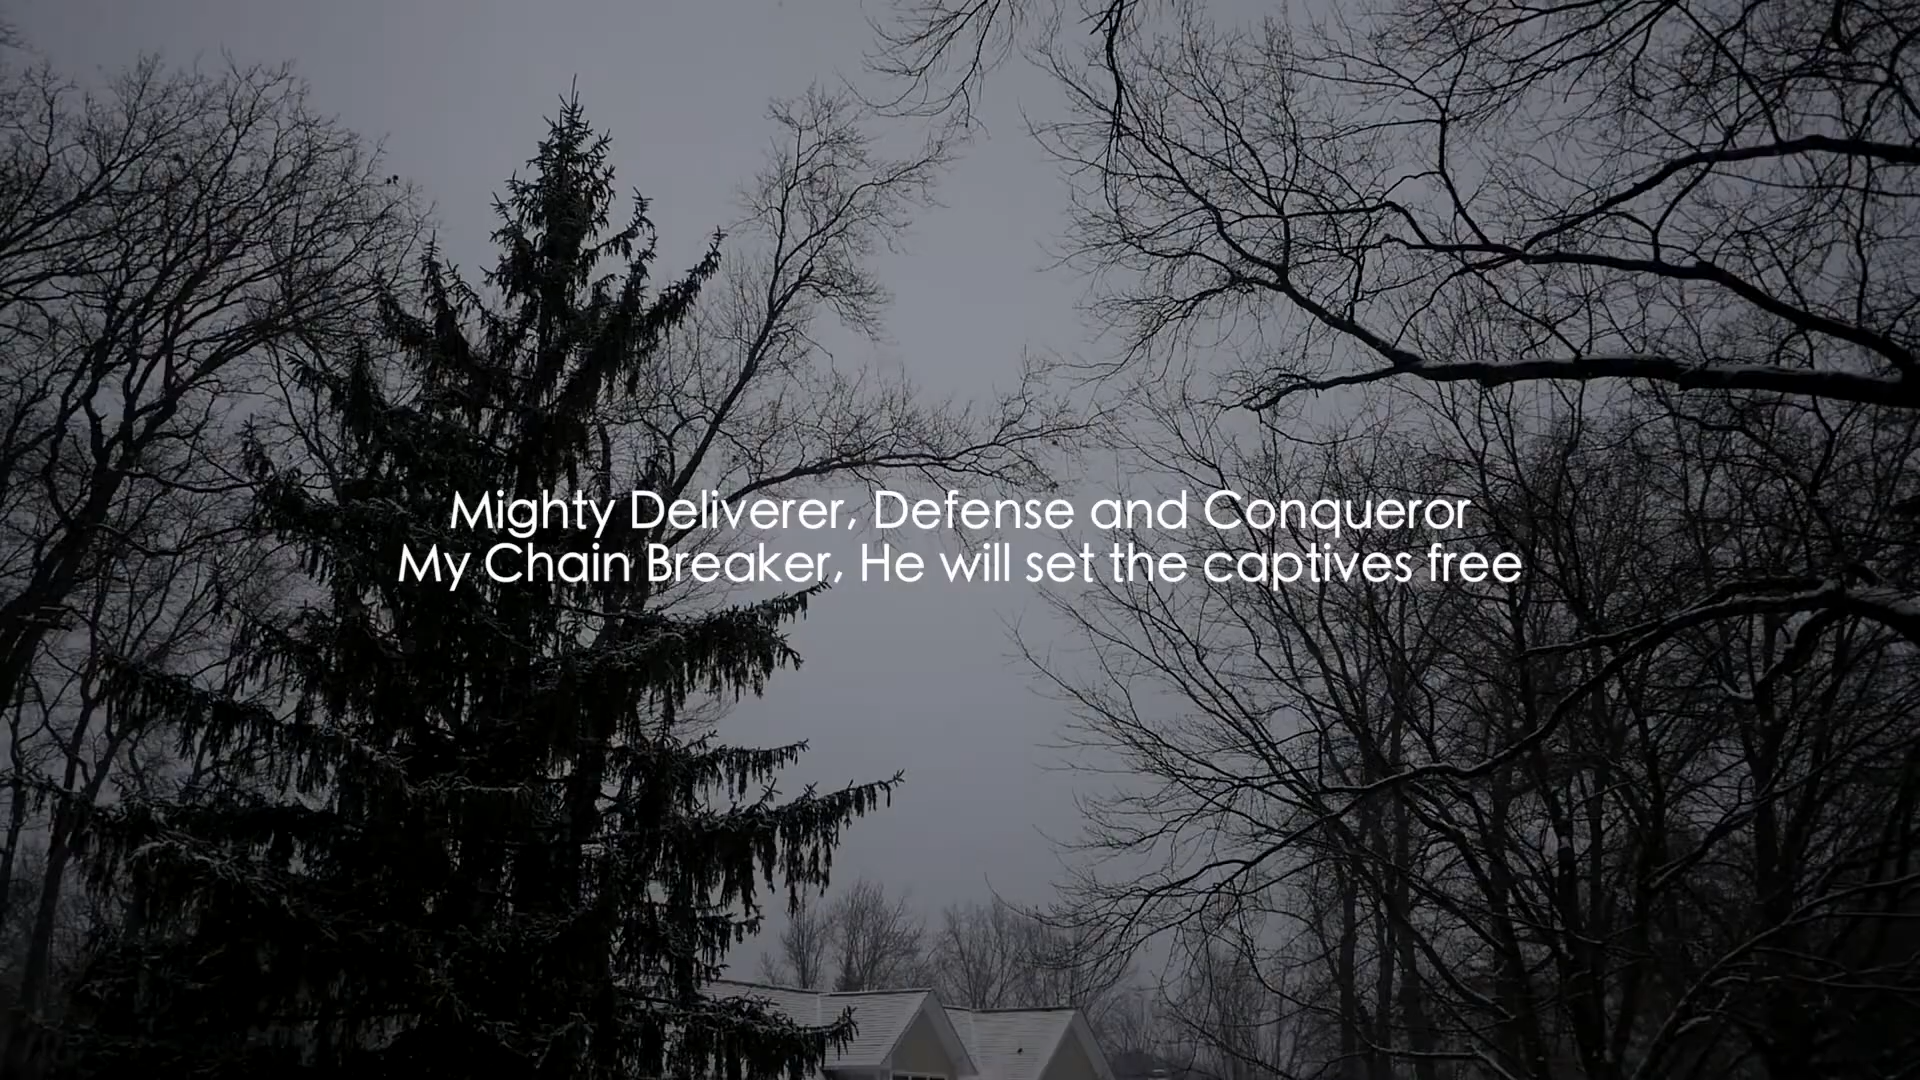 Mighty Deliverer, Defense and Conqueror
My Chain Breaker, He will set the captives free